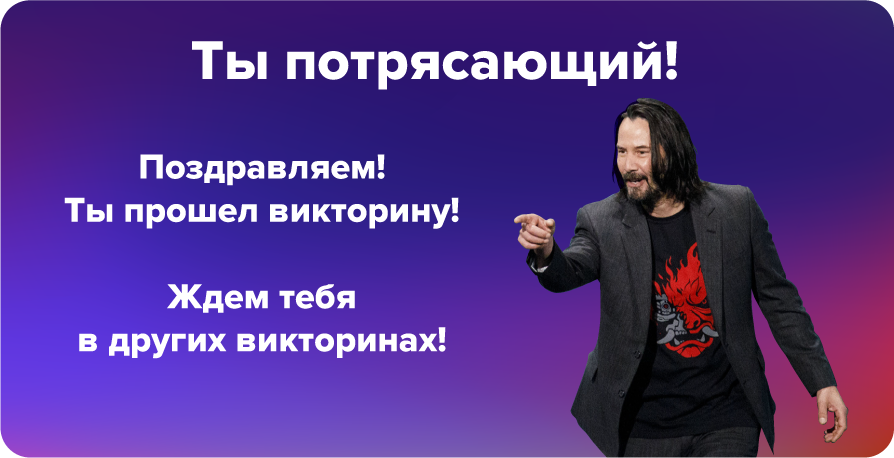 Ты потрясающий!
Поздравляем!
Ты прошел викторину!
Ждем тебя
в других викторинах!